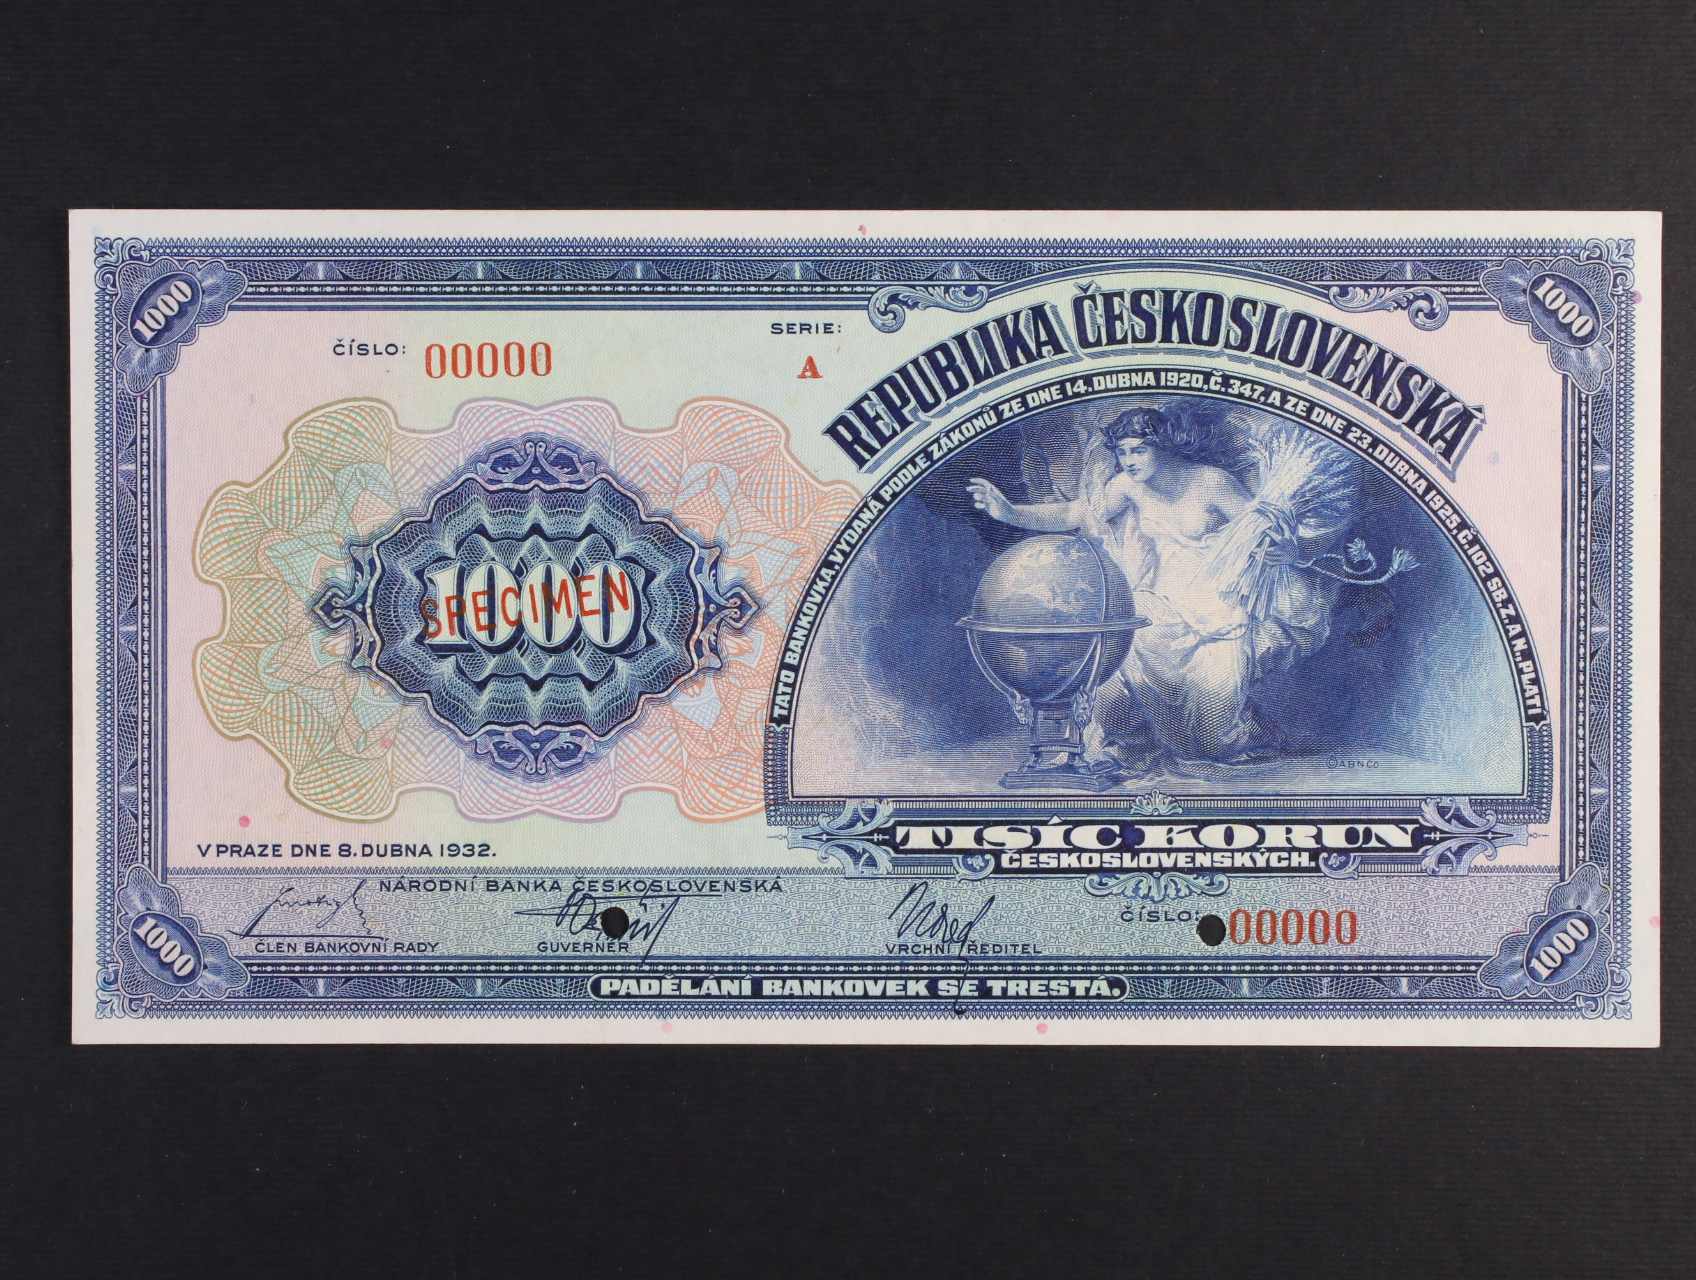 1000
1000
ČÍSLO: 00000
SERIE:
A
REPUBLIKA ČESKOSLOVENSKÁ
TATO BANKOVKA, VYDANÁ PODLE ZÁKONŮ ZE DNE 14. DUBNA 1920, Č. 347, A ZE DNE 23. DUBNA 1925, Č. 102 SB. Z. A N., PLATÍ
1000
SPECIMEN
©ABNCo
TISÍC KORUN
ČESKOSLOVENSKÝCH.
V PRAZE DNE 8. DUBNA 1932.
NÁRODNÍ BANKA ČESKOSLOVENSKÁ
ČÍSLO: 00000
ČLEN BANKOVNÍ RADY
GUVERNÉR
VRCHNÍ ŘEDITEL
1000
1000
PADĚLÁNÍ BANKOVEK SE TRESTÁ.